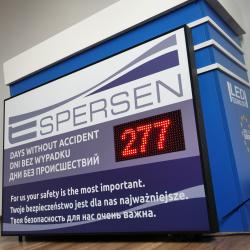 ESPERSEN
DAYS WITHOUT ACCIDENT
DNI BEZ WYPADKU
ДНИ БЕЗ ПРОИСШЕСТВИЙ
277
For us your safety is the most important.
Twoje bezpieczeństwo jest dla nas najważniejsze.
Твоя безопасность для нас очень важна.
LED